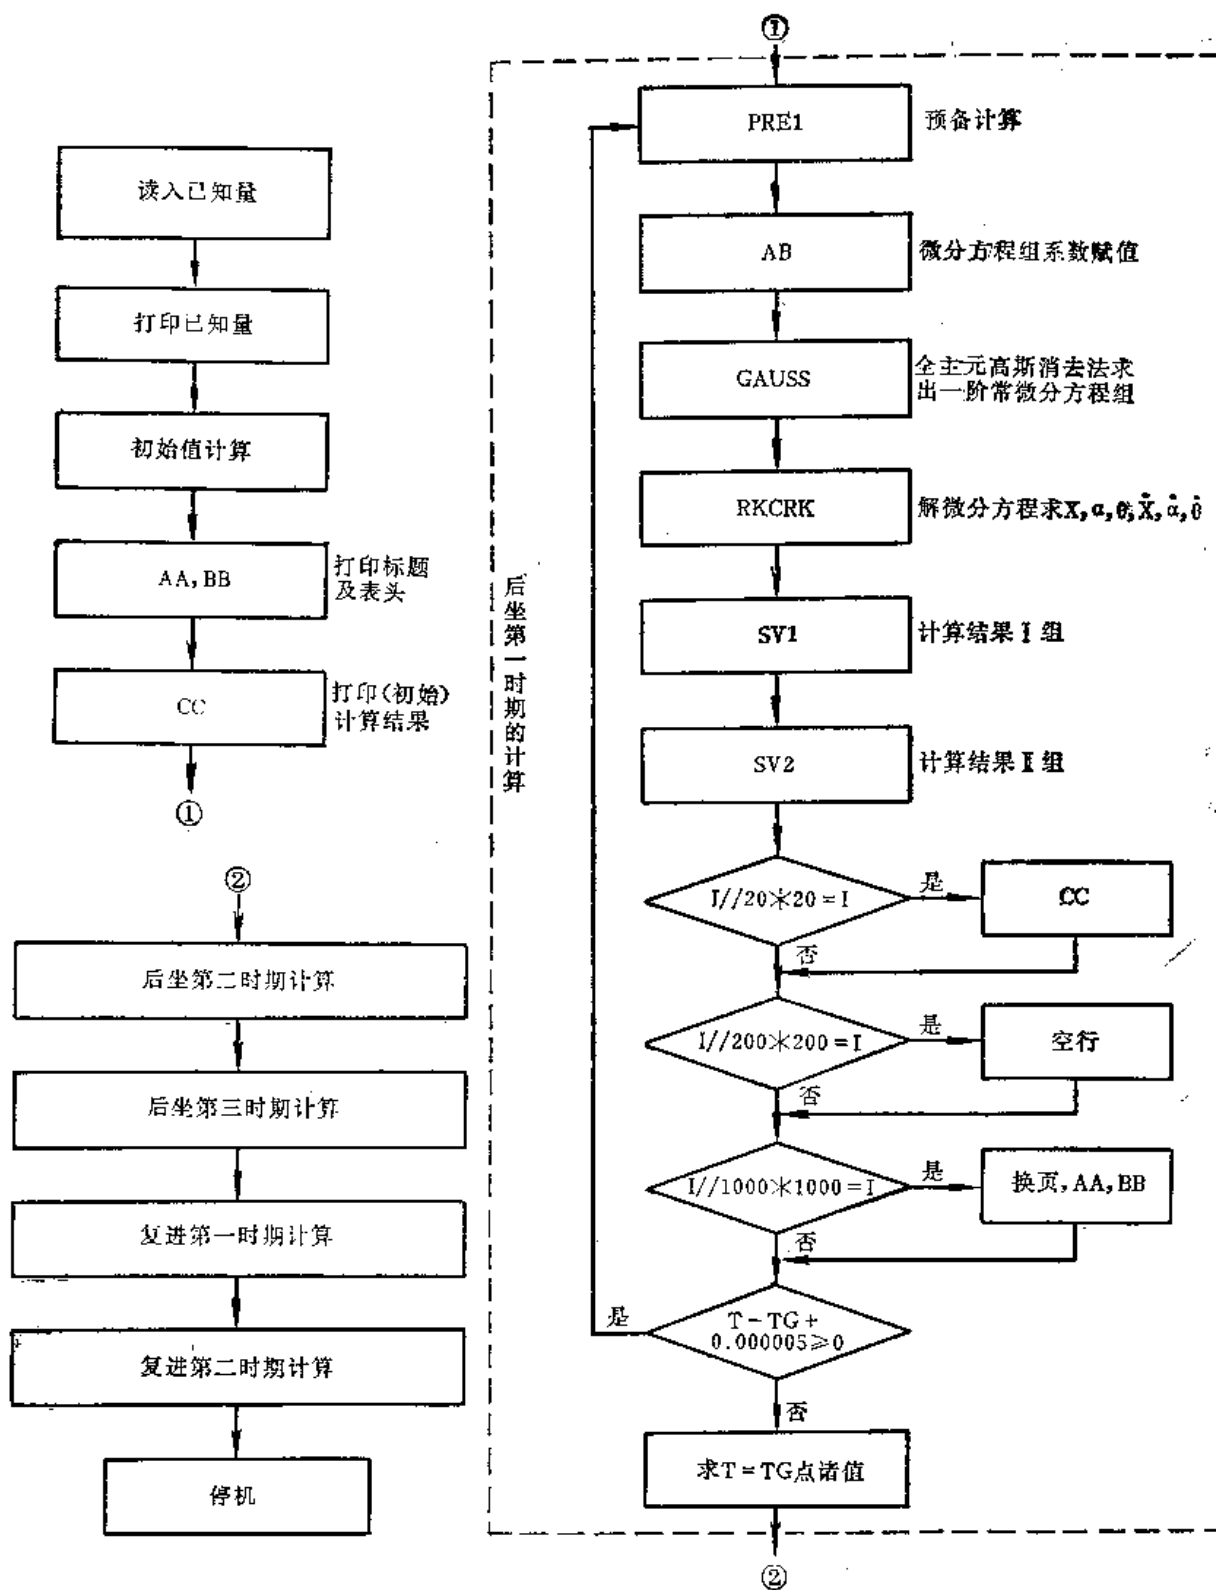 读入已知量
打印已知量
初始值计算
AA,BB
打印标题
及表头
CC
打印(初始)
计算结果
①
②
后坐第二时期计算
后坐第三时期计算
复进第一时期计算
复进第二时期计算
停机
①
后坐第一时期的计算
PRE1
预备计算
AB
微分方程组系数赋值
GAUSS
全主元高斯消去法求
出一阶常微分方程组
RKCRK
解微分方程求X,α,θ,Ẋ,α̇,θ̇
SV1
计算结果Ⅰ组
SV2
计算结果Ⅱ组
I//20*20=I
是
CC
否
I//200*200=I
是
空行
否
I//1000*1000=I
是
换页,AA,BB
否
T-TG+
0.000005≥0
是
否
求T=TG点诸值
②